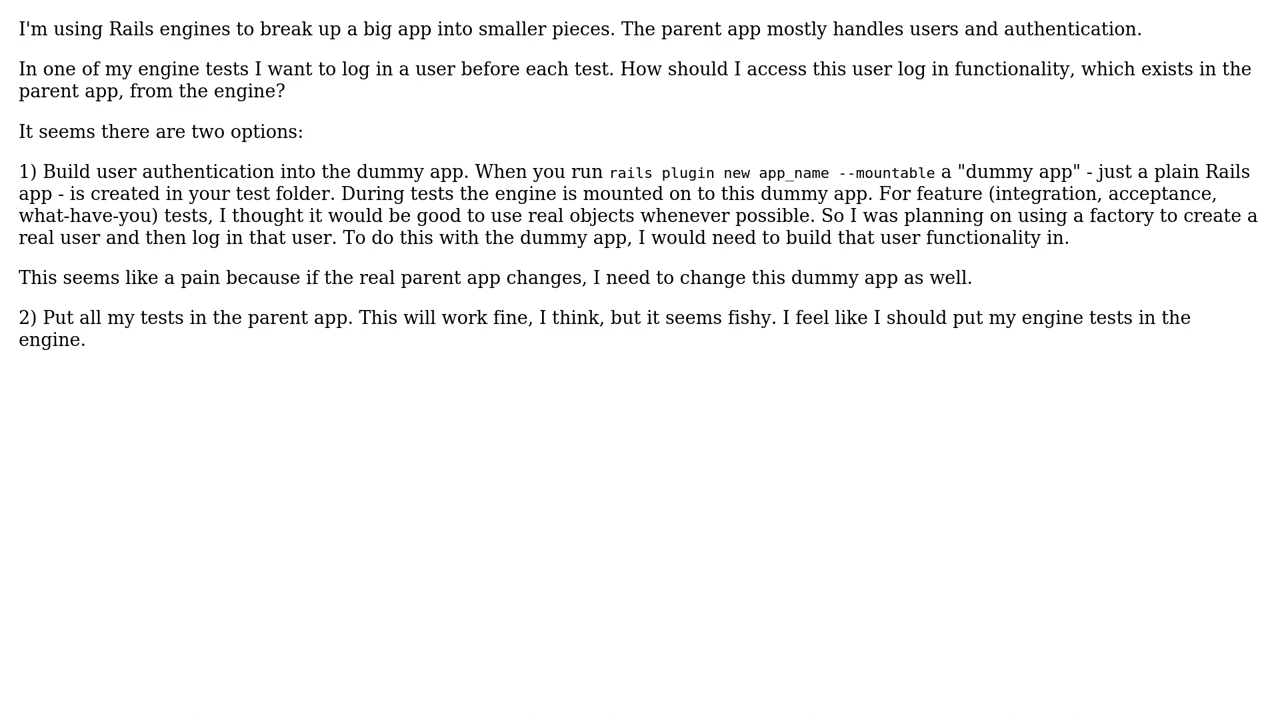 I'm using Rails engines to break up a big app into smaller pieces. The parent app mostly handles users and authentication.
In one of my engine tests I want to log in a user before each test. How should I access this user log in functionality, which exists in the
parent app, from the engine?
It seems there are two options:
1) Build user authentication into the dummy app. When you run rails plugin new app_name --mountable a "dummy app" - just a plain Rails
app - is created in your test folder. During tests the engine is mounted on to this dummy app. For feature (integration, acceptance,
what-have-you) tests, I thought it would be good to use real objects whenever possible. So I was planning on using a factory to create a
real user and then log in that user. To do this with the dummy app, I would need to build that user functionality in.
This seems like a pain because if the real parent app changes, I need to change this dummy app as well.
2) Put all my tests in the parent app. This will work fine, I think, but it seems fishy. I feel like I should put my engine tests in the
engine.